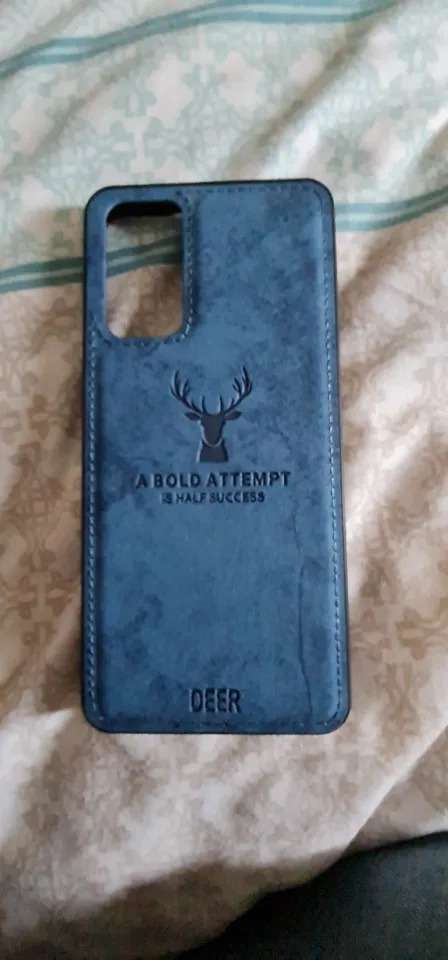 A BOLD ATTEMPT
IS HALF SUCCESS
DEER